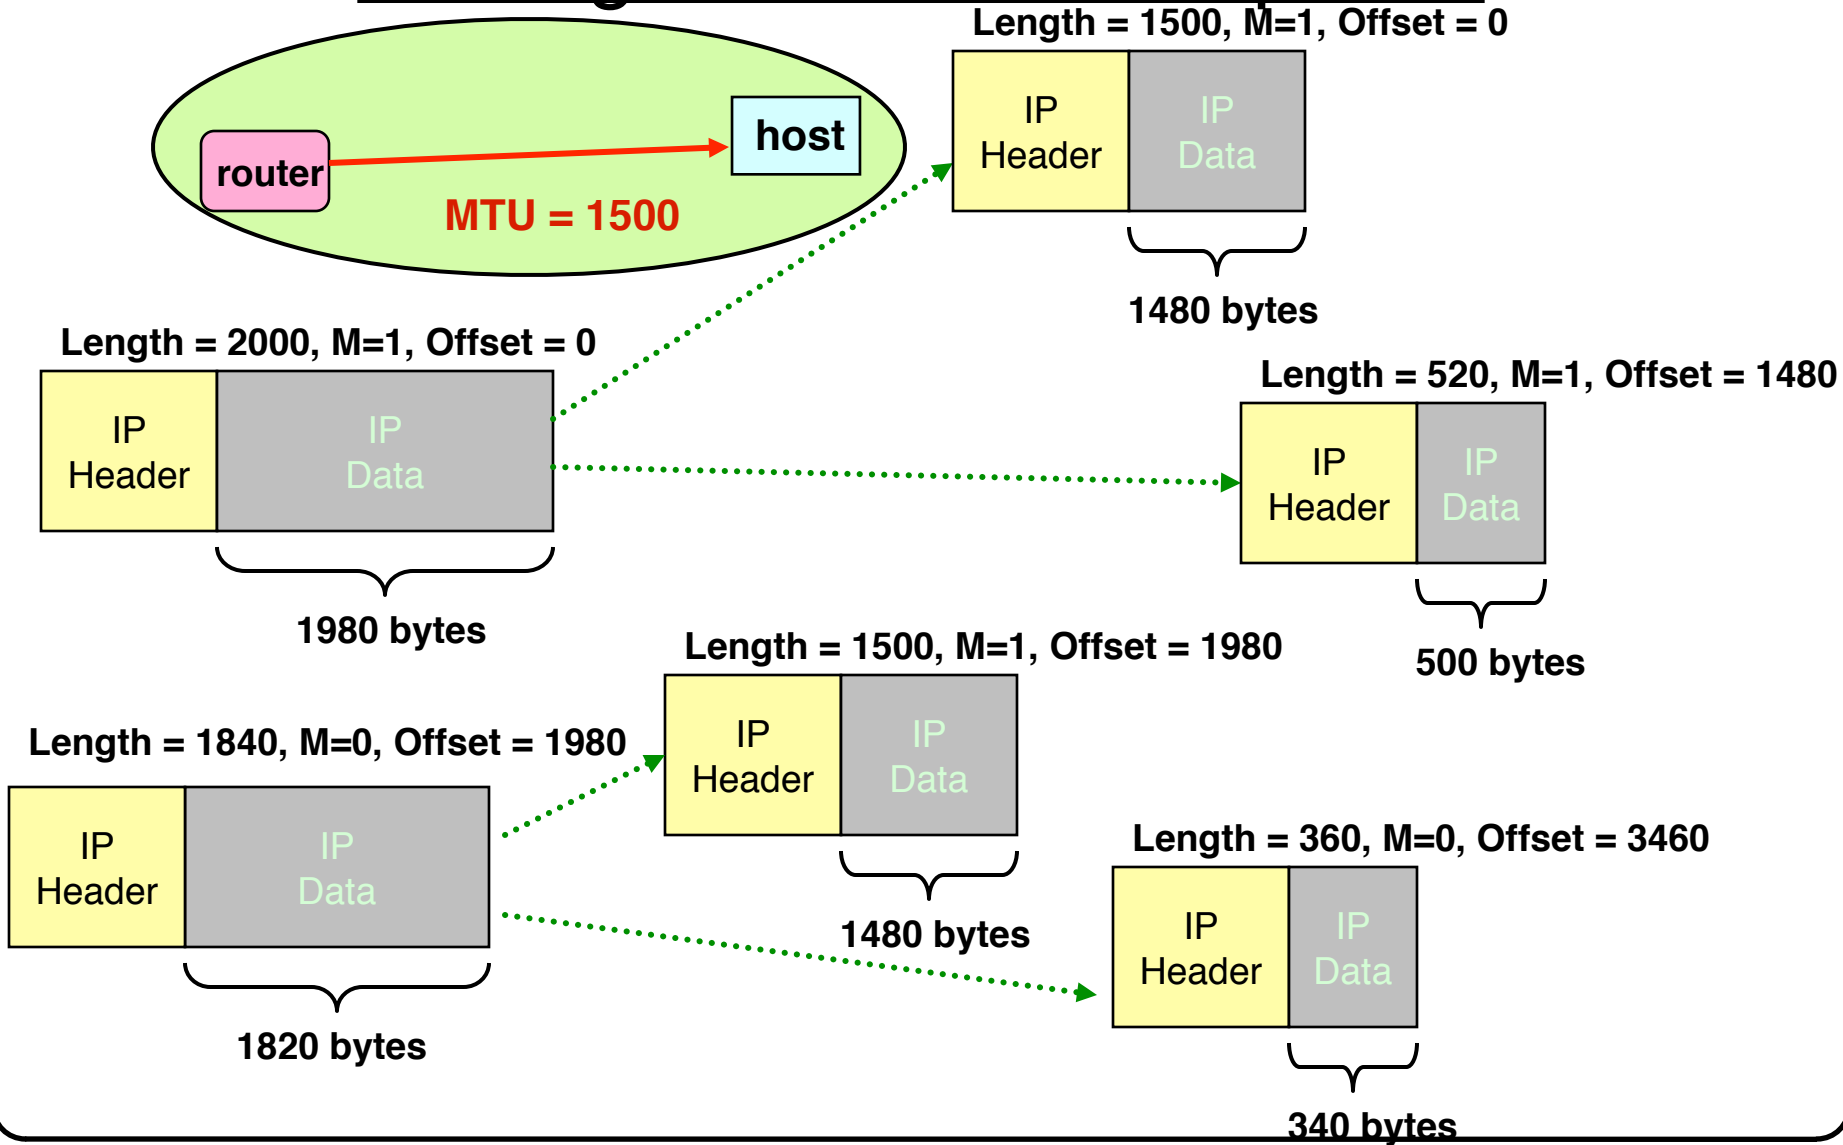 Length = 1500, M=1, Offset = 0
IP
Header
IP
Data
1480 bytes
router
host
MTU = 1500
Length = 2000, M=1, Offset = 0
IP
Header
IP
Data
1980 bytes
Length = 520, M=1, Offset = 1480
IP
Header
IP
Data
500 bytes
Length = 1840, M=0, Offset = 1980
IP
Header
IP
Data
1820 bytes
Length = 1500, M=1, Offset = 1980
IP
Header
IP
Data
1480 bytes
Length = 360, M=0, Offset = 3460
IP
Header
IP
Data
340 bytes